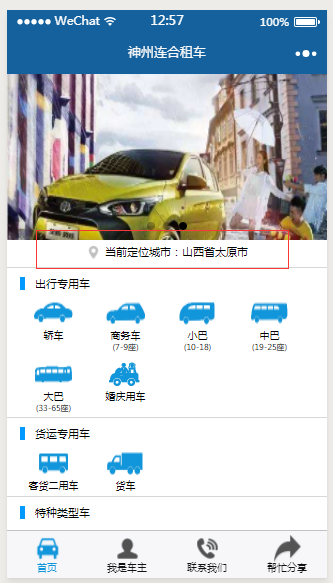 WeChat 12:57 100%
神州连合租车
当前定位城市：山西省太原市
出行专用车
轿车 商务车 小巴 中巴
(7-9座) (10-18) (19-25座)
大巴 婚庆用车
(33-65座)
货运专用车
客货二用车 货车
特种类型车
首页 我是车主 联系我们 帮忙分享